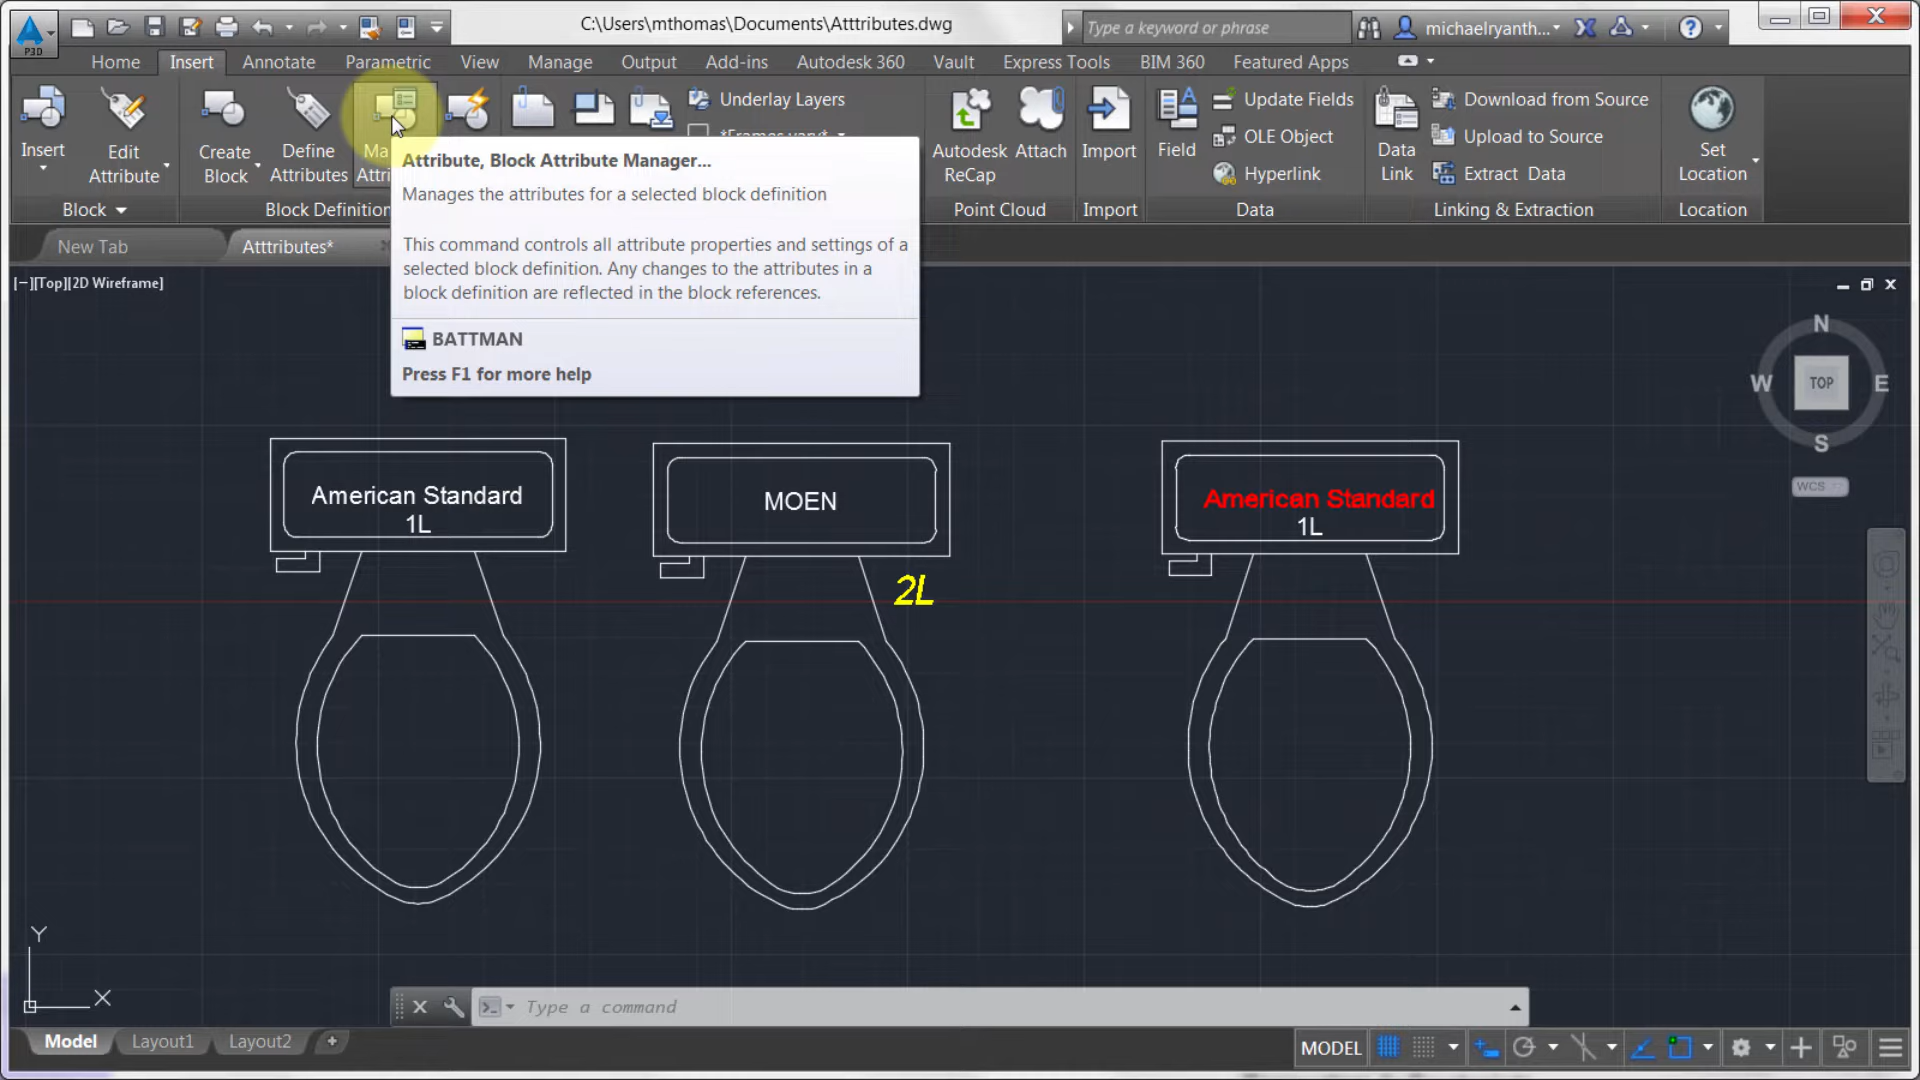 C:\Users\mthomas\Documents\Atttributes.dwg
Type a keyword or phrase
michaelryanth...
P3D
Home
Insert
Annotate
Parametric
View
Manage
Output
Add-ins
Autodesk 360
Vault
Express Tools
BIM 360
Featured Apps
Insert
Edit
Attribute
Create
Block
Define
Attributes
Underlay Layers
*Frames vary*
Autodesk
ReCap
Attach
Import
Field
Update Fields
OLE Object
Hyperlink
Data
Link
Download from Source
Upload to Source
Extract Data
Set
Location
Block
Block Definition
Point Cloud
Import
Data
Linking & Extraction
Location
Attribute, Block Attribute Manager...
Manages the attributes for a selected block definition
This command controls all attribute properties and settings of a
selected block definition. Any changes to the attributes in a
block definition are reflected in the block references.
BATTMAN
Press F1 for more help
New Tab
Atttributes*
[−][Top][2D Wireframe]
N
W
TOP
E
S
WCS
American Standard
1L
MOEN
2L
American Standard
1L
Y
X
Type a command
Model
Layout1
Layout2
MODEL